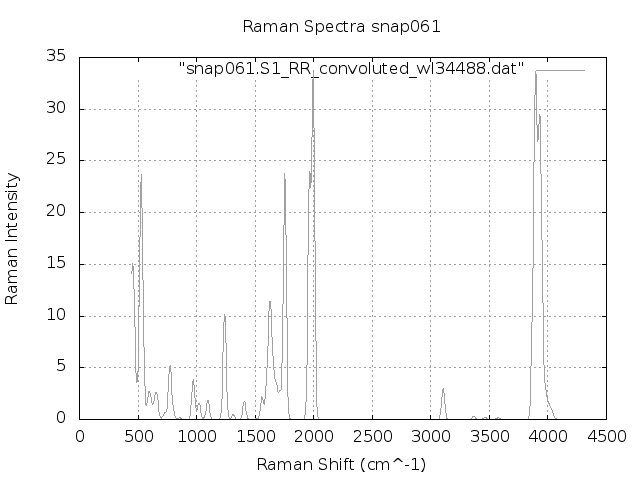 Raman Spectra snap061
"snap061.S1_RR_convoluted_wl34488.dat"
35
30
25
20
15
10
5
0
Raman Intensity
0 500 1000 1500 2000 2500 3000 3500 4000 4500
Raman Shift (cm^-1)